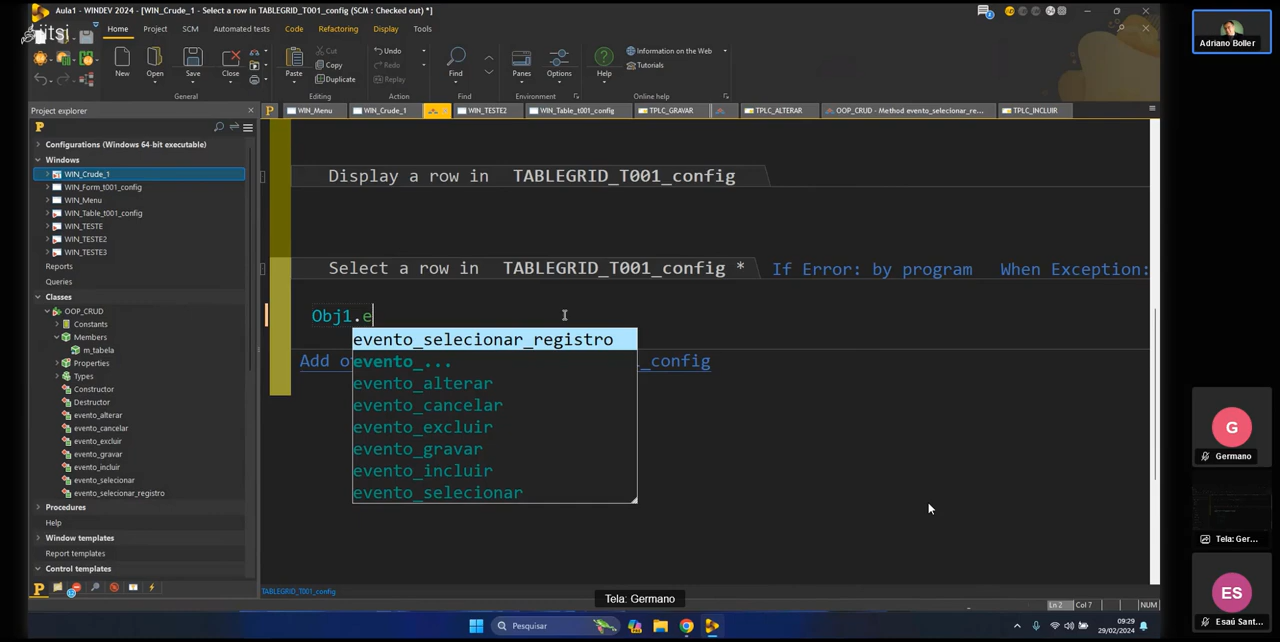 Aula1 - WINDEV 2024 - [WIN_Crude_1 - Select a row in TABLEGRID_T001_config (SCM : Checked out) *]
jitsi
Home Project SCM Automated tests Code Refactoring Display Tools
New Open Save Close
Paste
Cut
Copy
Duplicate
Undo
Redo
Replay
Find
Panes Options
Help
Information on the Web
Tutorials
General Editing Action Find Environment Online help
Project explorer
WIN_Menu WIN_Crude_1 WIN_TESTE2 WIN_Table_t001_config TPLC_GRAVAR TPLC_ALTERAR OOP_CRUD - Method evento_selecionar_re... TPLC_INCLUIR
Configurations (Windows 64-bit executable)
Windows
WIN_Crude_1
WIN_Form_t001_config
WIN_Menu
WIN_Table_t001_config
WIN_TESTE
WIN_TESTE2
WIN_TESTE3
Reports
Queries
Classes
OOP_CRUD
Constants
Members
m_tabela
Properties
Types
Constructor
Destructor
evento_alterar
evento_cancelar
evento_excluir
evento_gravar
evento_incluir
evento_selecionar
evento_selecionar_registro
Procedures
Help
Window templates
Report templates
Control templates
Display a row in TABLEGRID_T001_config
Select a row in TABLEGRID_T001_config * If Error: by program When Exception:
Obj1.e
evento_selecionar_registro
Add o
evento_...
_config
evento_alterar
evento_cancelar
evento_excluir
evento_gravar
evento_incluir
evento_selecionar
TABLEGRID_T001_config
Ln 2 Col 7 NUM
Tela: Germano
Pesquisar
09:29
29/02/2024
Adriano Boller
G
Germano
Tela: Ger...
ES
Esaú Sant...